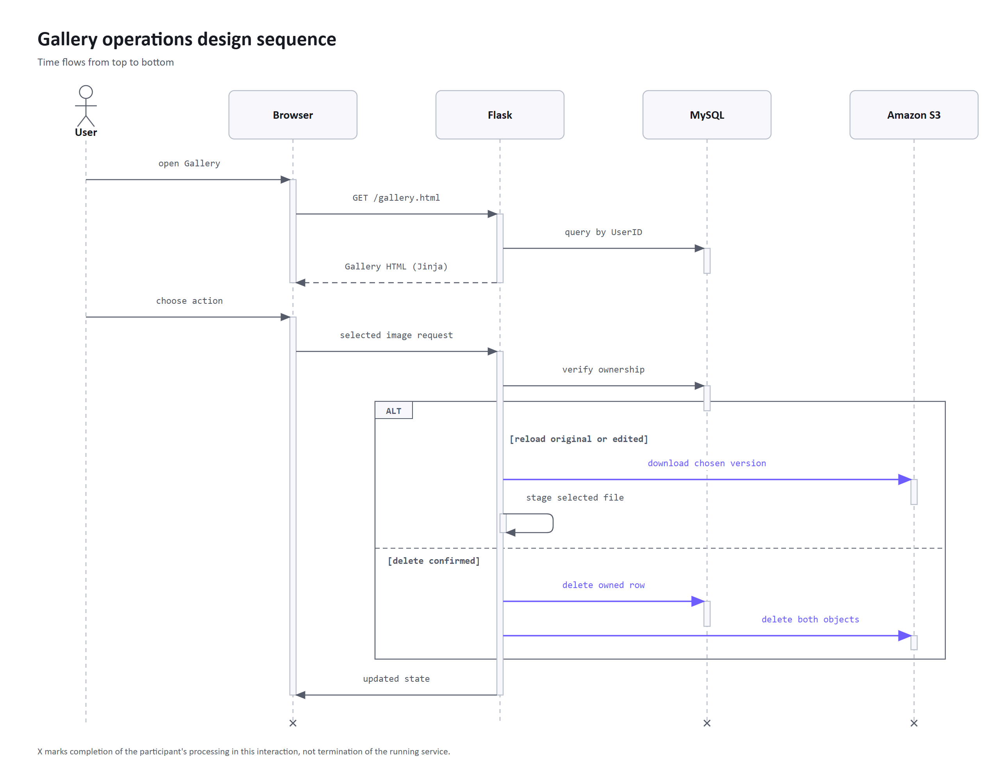 Gallery operations design sequence
Time flows from top to bottom
User
Browser
Flask
MySQL
Amazon S3
open Gallery
GET /gallery.html
query by UserID
Gallery HTML (Jinja)
choose action
selected image request
verify ownership
ALT
[reload original or edited]
download chosen version
stage selected file
[delete confirmed]
delete owned row
delete both objects
updated state
X marks completion of the participant's processing in this interaction, not termination of the running service.